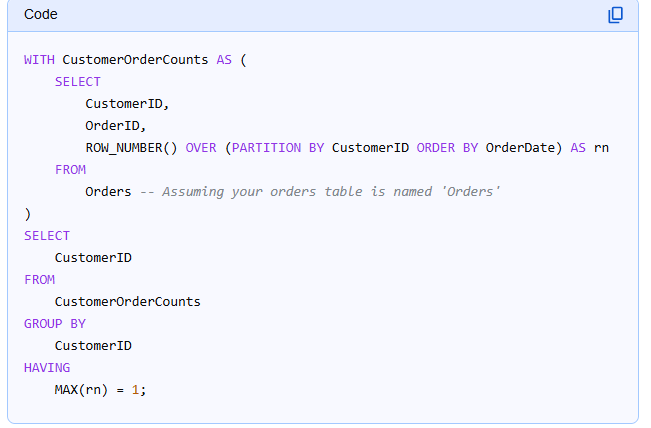 Code
WITH CustomerOrderCounts AS (
    SELECT
        CustomerID,
        OrderID,
        ROW_NUMBER() OVER (PARTITION BY CustomerID ORDER BY OrderDate) AS rn
    FROM
        Orders -- Assuming your orders table is named 'Orders'
)
SELECT
    CustomerID
FROM
    CustomerOrderCounts
GROUP BY
    CustomerID
HAVING
    MAX(rn) = 1;